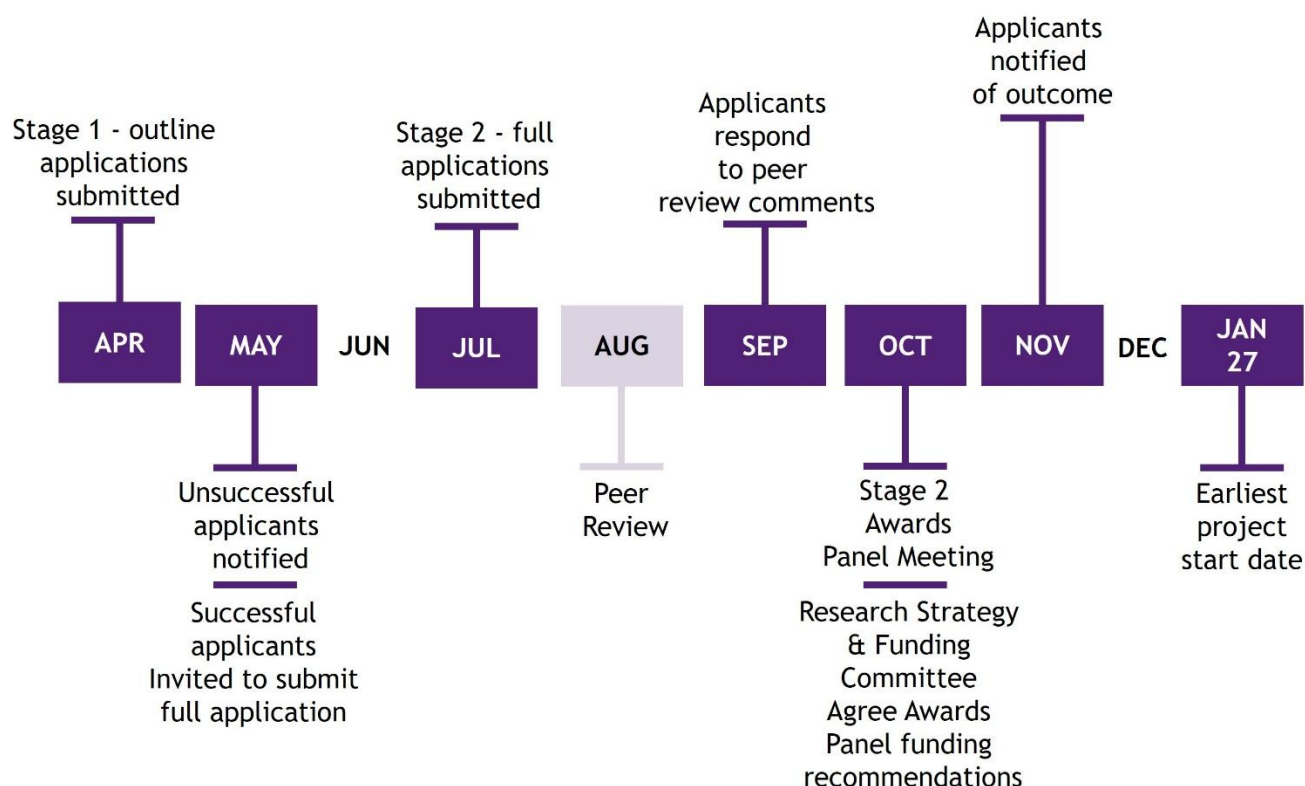 Stage 1 - outline
applications
submitted
Stage 2 - full
applications
submitted
Applicants
respond
to peer
review comments
Applicants
notified
of outcome
APR
MAY
JUN
JUL
AUG
SEP
OCT
NOV
DEC
JAN
27
Unsuccessful
applicants
notified
Successful
applicants
Invited to submit
full application
Peer
Review
Stage 2
Awards
Panel Meeting
Research Strategy
& Funding
Committee
Agree Awards
Panel funding
recommendations
Earliest
project
start date